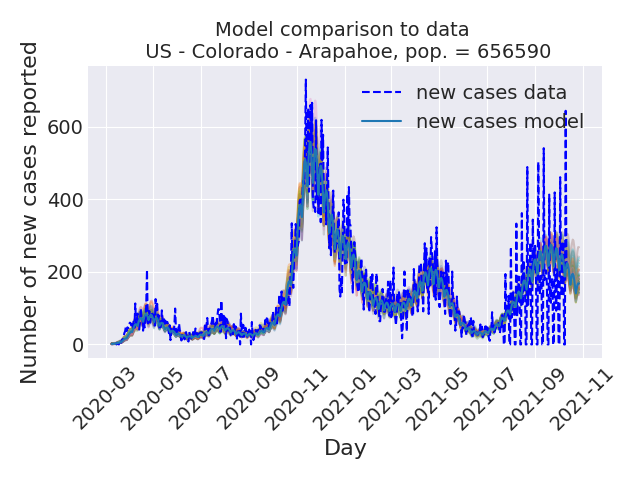 Model comparison to data
US - Colorado - Arapahoe, pop. = 656590
new cases data
new cases model
Number of new cases reported
600
400
200
0
2020-03
2020-05
2020-07
2020-09
2020-11
2021-01
2021-03
2021-05
2021-07
2021-09
2021-11
Day